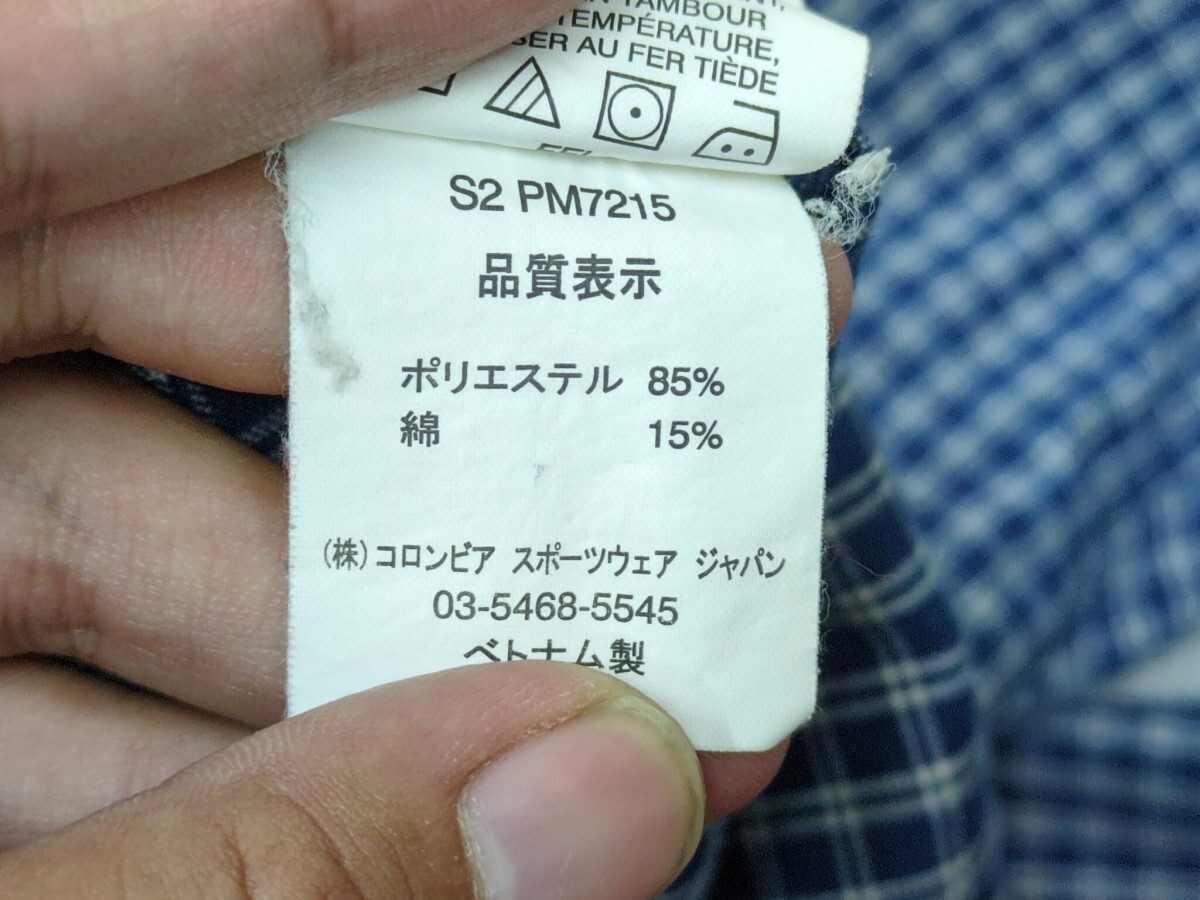 TAMBOUR
TEMPÉRATURE,
AU FER TIÈDE
S2 PM7215
品質表示
ポリエステル 85%
綿 15%
(株)コロンビア スポーツウェア ジャパン
03-5468-5545
ベトナム製